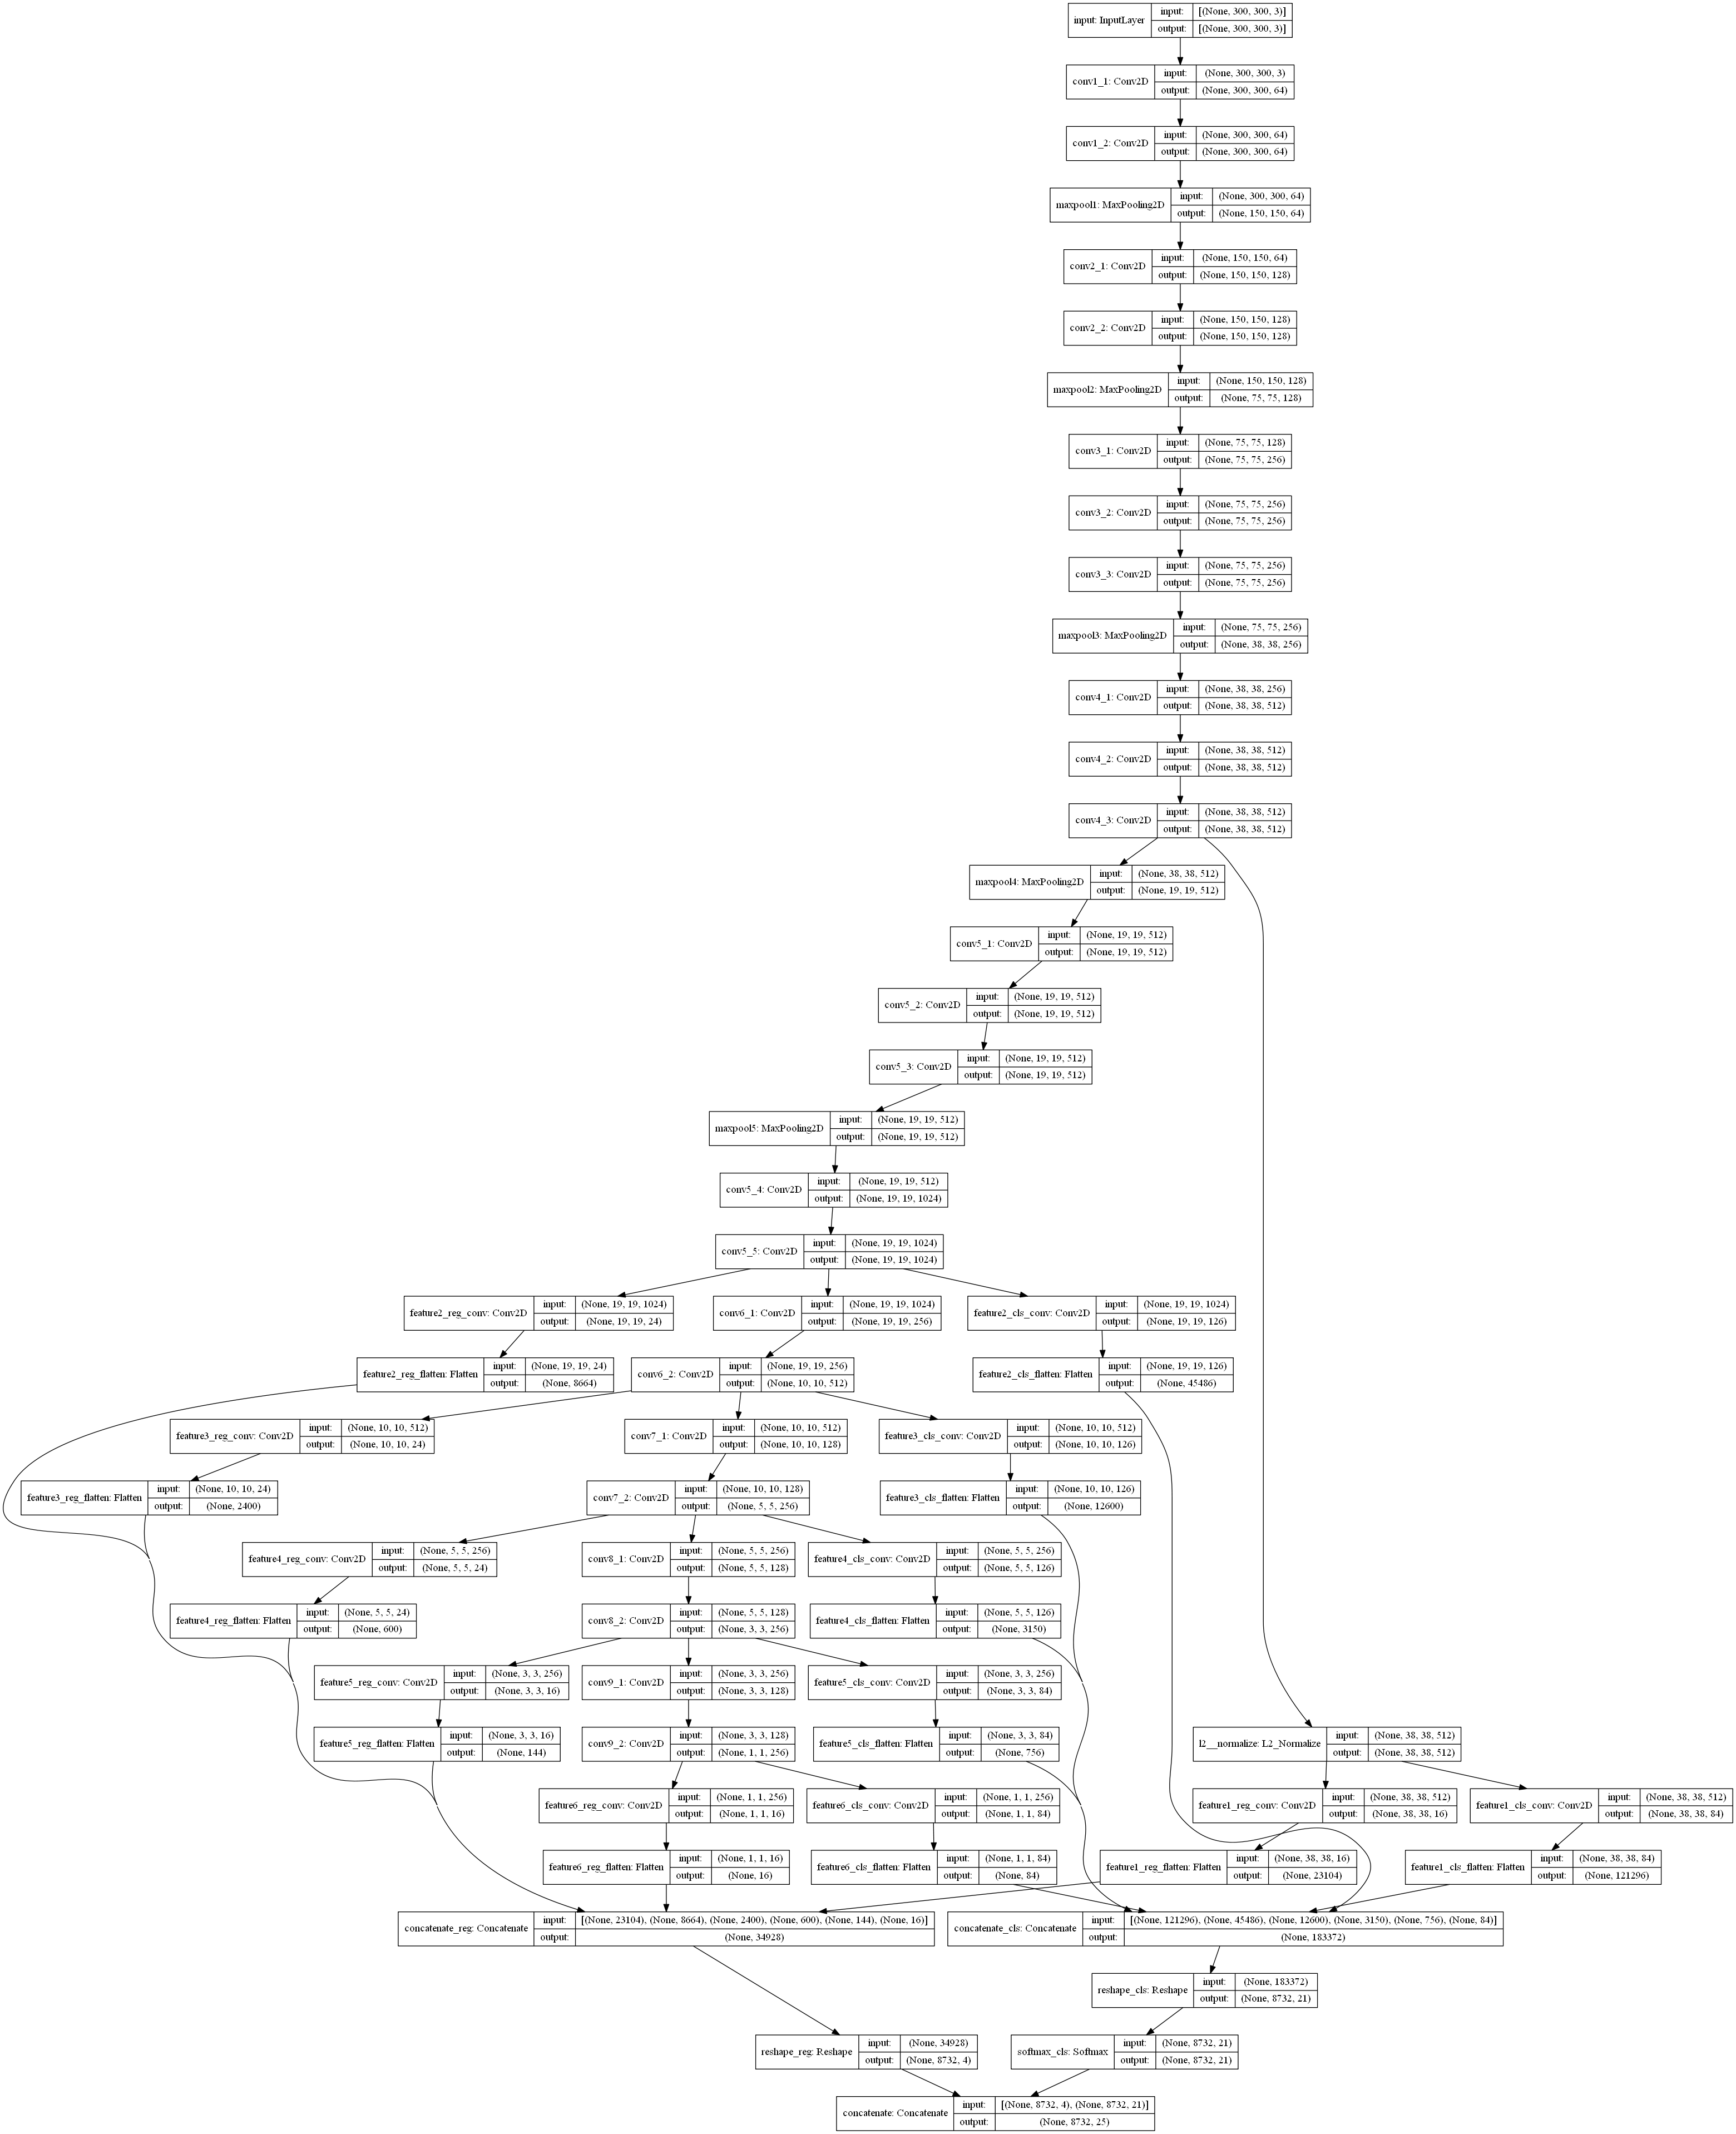 input: InputLayer
input:
[(None, 300, 300, 3)]
output:
[(None, 300, 300, 3)]
conv1_1: Conv2D
input:
(None, 300, 300, 3)
output:
(None, 300, 300, 64)
conv1_2: Conv2D
input:
(None, 300, 300, 64)
output:
(None, 300, 300, 64)
maxpool1: MaxPooling2D
input:
(None, 300, 300, 64)
output:
(None, 150, 150, 64)
conv2_1: Conv2D
input:
(None, 150, 150, 64)
output:
(None, 150, 150, 128)
conv2_2: Conv2D
input:
(None, 150, 150, 128)
output:
(None, 150, 150, 128)
maxpool2: MaxPooling2D
input:
(None, 150, 150, 128)
output:
(None, 75, 75, 128)
conv3_1: Conv2D
input:
(None, 75, 75, 128)
output:
(None, 75, 75, 256)
conv3_2: Conv2D
input:
(None, 75, 75, 256)
output:
(None, 75, 75, 256)
conv3_3: Conv2D
input:
(None, 75, 75, 256)
output:
(None, 75, 75, 256)
maxpool3: MaxPooling2D
input:
(None, 75, 75, 256)
output:
(None, 38, 38, 256)
conv4_1: Conv2D
input:
(None, 38, 38, 256)
output:
(None, 38, 38, 512)
conv4_2: Conv2D
input:
(None, 38, 38, 512)
output:
(None, 38, 38, 512)
conv4_3: Conv2D
input:
(None, 38, 38, 512)
output:
(None, 38, 38, 512)
maxpool4: MaxPooling2D
input:
(None, 38, 38, 512)
output:
(None, 19, 19, 512)
conv5_1: Conv2D
input:
(None, 19, 19, 512)
output:
(None, 19, 19, 512)
conv5_2: Conv2D
input:
(None, 19, 19, 512)
output:
(None, 19, 19, 512)
conv5_3: Conv2D
input:
(None, 19, 19, 512)
output:
(None, 19, 19, 512)
maxpool5: MaxPooling2D
input:
(None, 19, 19, 512)
output:
(None, 19, 19, 512)
conv5_4: Conv2D
input:
(None, 19, 19, 512)
output:
(None, 19, 19, 1024)
conv5_5: Conv2D
input:
(None, 19, 19, 1024)
output:
(None, 19, 19, 1024)
feature2_reg_conv: Conv2D
input:
(None, 19, 19, 1024)
output:
(None, 19, 19, 24)
conv6_1: Conv2D
input:
(None, 19, 19, 1024)
output:
(None, 19, 19, 256)
feature2_cls_conv: Conv2D
input:
(None, 19, 19, 1024)
output:
(None, 19, 19, 126)
feature2_reg_flatten: Flatten
input:
(None, 19, 19, 24)
output:
(None, 8664)
conv6_2: Conv2D
input:
(None, 19, 19, 256)
output:
(None, 10, 10, 512)
feature2_cls_flatten: Flatten
input:
(None, 19, 19, 126)
output:
(None, 45486)
feature3_reg_conv: Conv2D
input:
(None, 10, 10, 512)
output:
(None, 10, 10, 24)
conv7_1: Conv2D
input:
(None, 10, 10, 512)
output:
(None, 10, 10, 128)
feature3_cls_conv: Conv2D
input:
(None, 10, 10, 512)
output:
(None, 10, 10, 126)
feature3_reg_flatten: Flatten
input:
(None, 10, 10, 24)
output:
(None, 2400)
conv7_2: Conv2D
input:
(None, 10, 10, 128)
output:
(None, 5, 5, 256)
feature3_cls_flatten: Flatten
input:
(None, 10, 10, 126)
output:
(None, 12600)
feature4_reg_conv: Conv2D
input:
(None, 5, 5, 256)
output:
(None, 5, 5, 24)
conv8_1: Conv2D
input:
(None, 5, 5, 256)
output:
(None, 5, 5, 128)
feature4_cls_conv: Conv2D
input:
(None, 5, 5, 256)
output:
(None, 5, 5, 126)
feature4_reg_flatten: Flatten
input:
(None, 5, 5, 24)
output:
(None, 600)
conv8_2: Conv2D
input:
(None, 5, 5, 128)
output:
(None, 3, 3, 256)
feature4_cls_flatten: Flatten
input:
(None, 5, 5, 126)
output:
(None, 3150)
feature5_reg_conv: Conv2D
input:
(None, 3, 3, 256)
output:
(None, 3, 3, 16)
conv9_1: Conv2D
input:
(None, 3, 3, 256)
output:
(None, 3, 3, 128)
feature5_cls_conv: Conv2D
input:
(None, 3, 3, 256)
output:
(None, 3, 3, 84)
feature5_reg_flatten: Flatten
input:
(None, 3, 3, 16)
output:
(None, 144)
conv9_2: Conv2D
input:
(None, 3, 3, 128)
output:
(None, 1, 1, 256)
feature5_cls_flatten: Flatten
input:
(None, 3, 3, 84)
output:
(None, 756)
l2__normalize: L2_Normalize
input:
(None, 38, 38, 512)
output:
(None, 38, 38, 512)
feature6_reg_conv: Conv2D
input:
(None, 1, 1, 256)
output:
(None, 1, 1, 16)
feature6_cls_conv: Conv2D
input:
(None, 1, 1, 256)
output:
(None, 1, 1, 84)
feature1_reg_conv: Conv2D
input:
(None, 38, 38, 512)
output:
(None, 38, 38, 16)
feature1_cls_conv: Conv2D
input:
(None, 38, 38, 512)
output:
(None, 38, 38, 84)
feature6_reg_flatten: Flatten
input:
(None, 1, 1, 16)
output:
(None, 16)
feature6_cls_flatten: Flatten
input:
(None, 1, 1, 84)
output:
(None, 84)
feature1_reg_flatten: Flatten
input:
(None, 38, 38, 16)
output:
(None, 23104)
feature1_cls_flatten: Flatten
input:
(None, 38, 38, 84)
output:
(None, 121296)
concatenate_reg: Concatenate
input:
[(None, 23104), (None, 8664), (None, 2400), (None, 600), (None, 144), (None, 16)]
output:
(None, 34928)
concatenate_cls: Concatenate
input:
[(None, 121296), (None, 45486), (None, 12600), (None, 3150), (None, 756), (None, 84)]
output:
(None, 183372)
reshape_cls: Reshape
input:
(None, 183372)
output:
(None, 8732, 21)
reshape_reg: Reshape
input:
(None, 34928)
output:
(None, 8732, 4)
softmax_cls: Softmax
input:
(None, 8732, 21)
output:
(None, 8732, 21)
concatenate: Concatenate
input:
[(None, 8732, 4), (None, 8732, 21)]
output:
(None, 8732, 25)